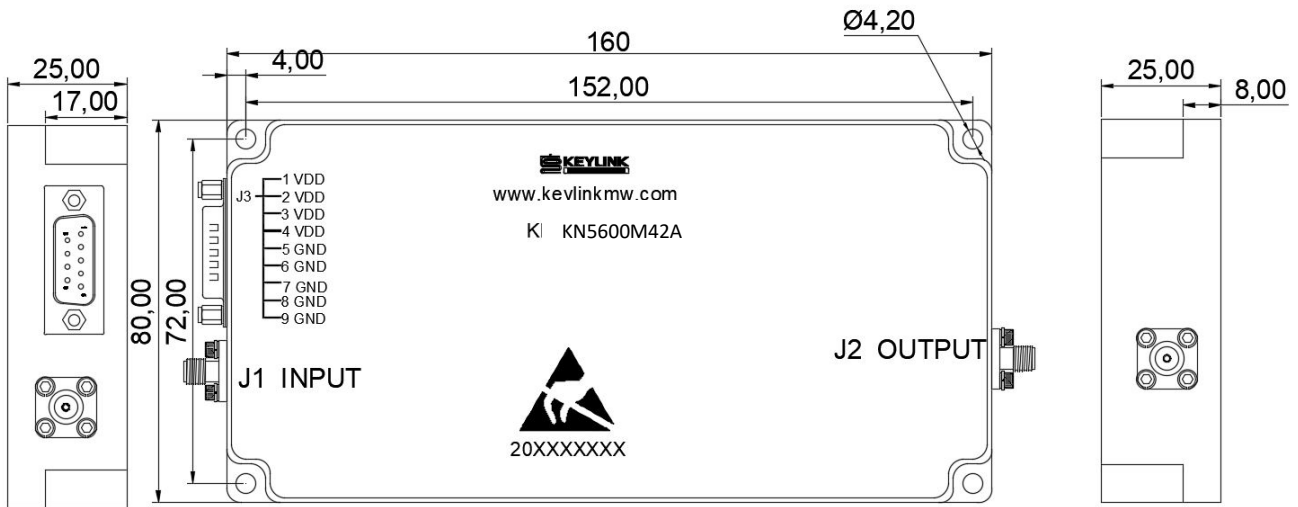 160
Ø4,20
4,00
152,00
25,00
17,00
25,00
8,00
KEYLINK
www.kevlinkmw.com
KN5600M42A
J3
1 VDD
2 VDD
3 VDD
4 VDD
5 GND
6 GND
7 GND
8 GND
9 GND
80,00
72,00
J1 INPUT
J2 OUTPUT
20XXXXXXX